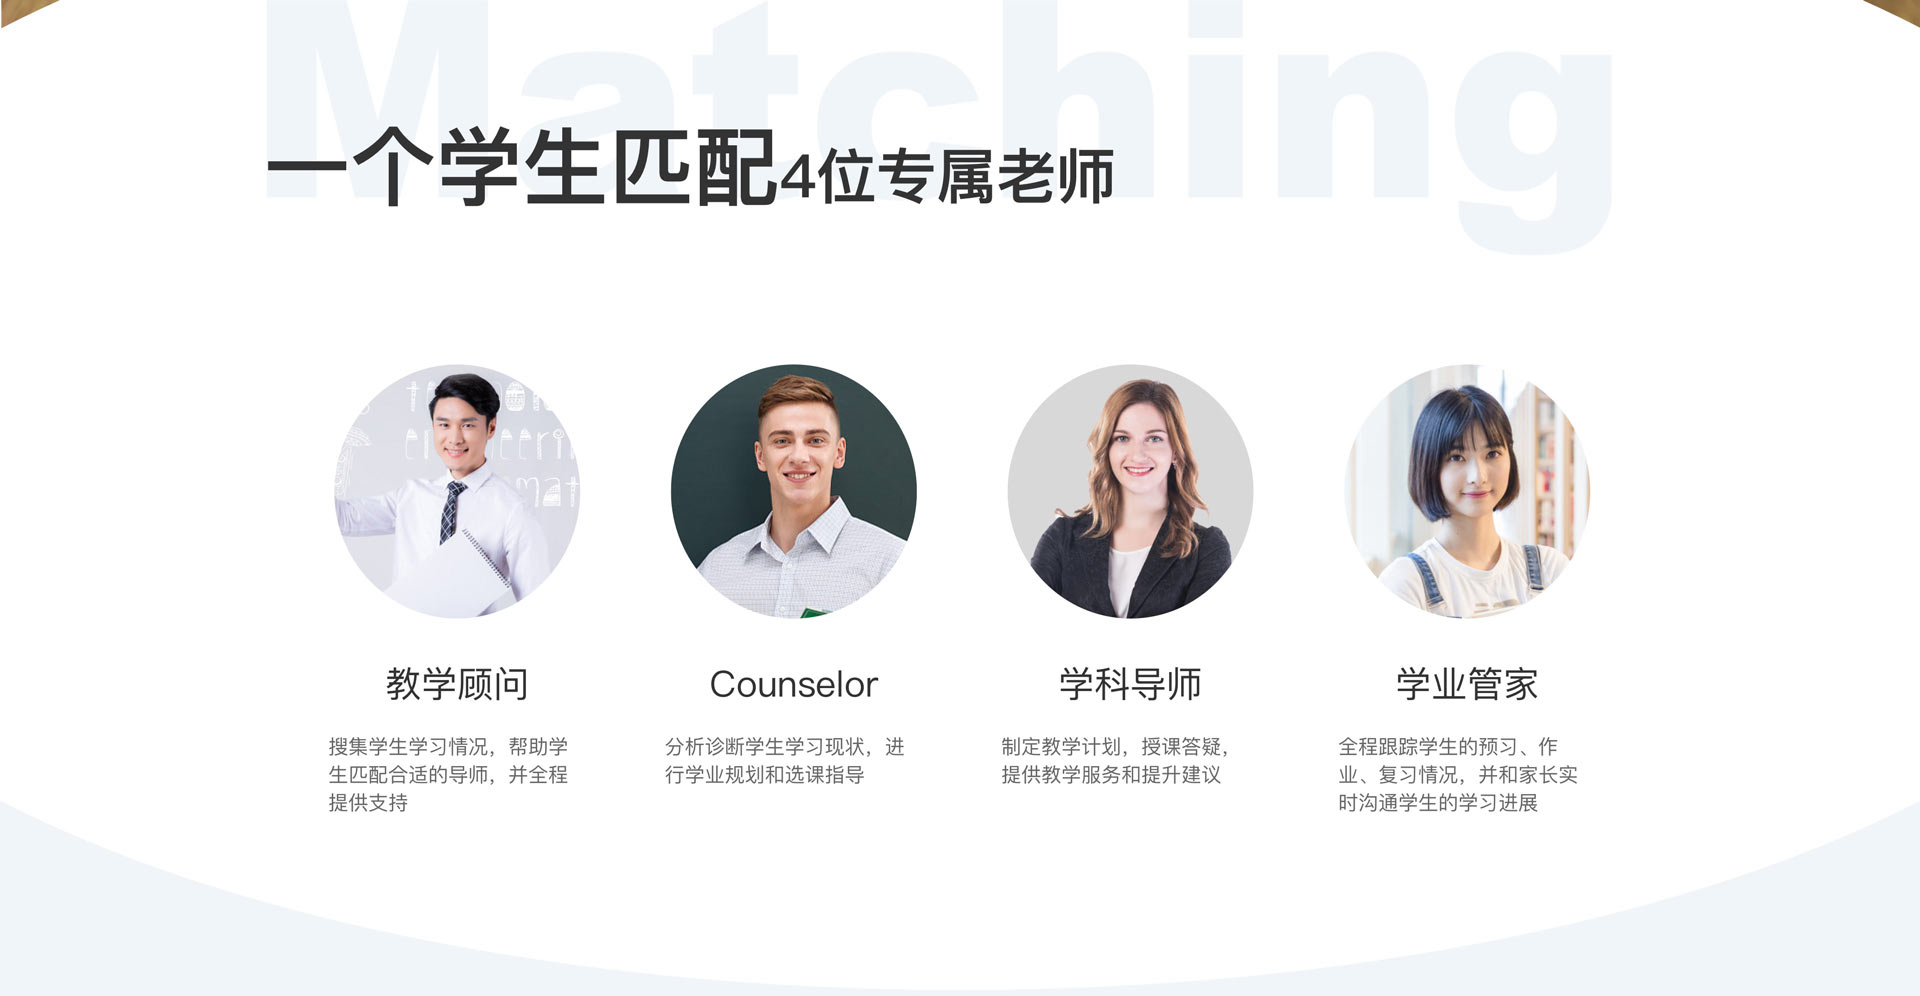 Matching
一个学生匹配4位专属老师
教学顾问
搜集学生学习情况，帮助学
生匹配合适的导师，并全程
提供支持
Counselor
分析诊断学生学习现状，进
行学业规划和选课指导
学科导师
制定教学计划，授课答疑，
提供教学服务和提升建议
学业管家
全程跟踪学生的预习、作
业、复习情况，并和家长实
时沟通学生的学习进展